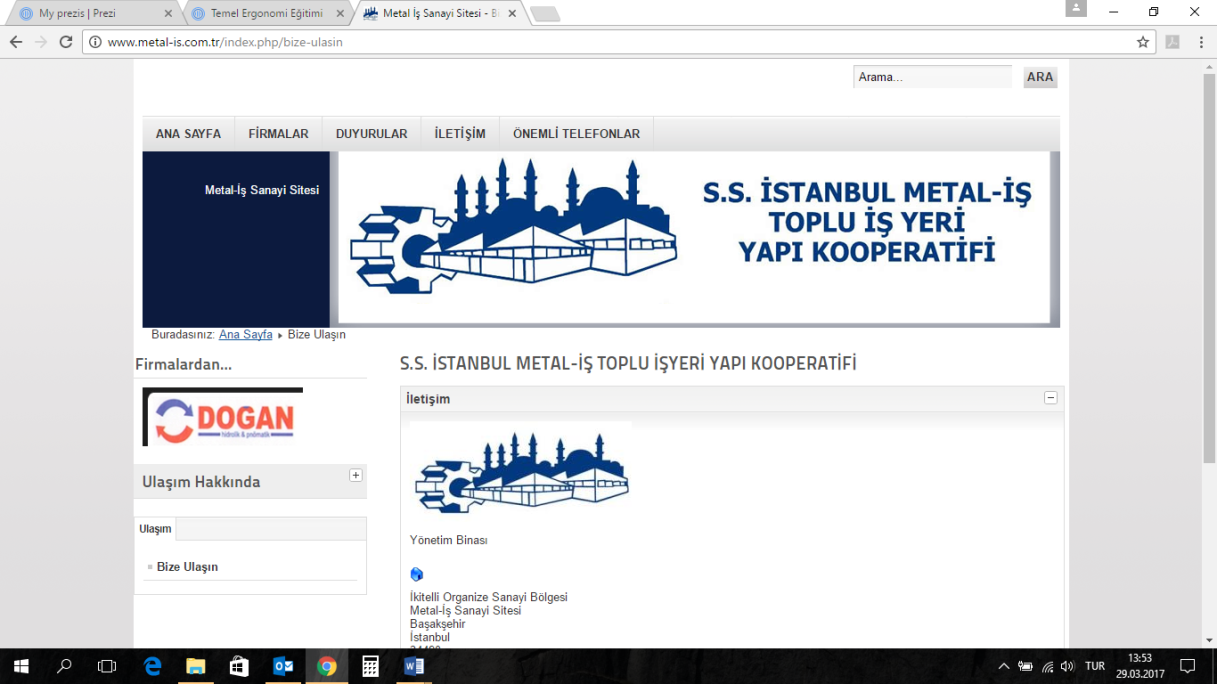 My prezis | Prezi
Temel Ergonomi Eğitimi
Metal İş Sanayi Sitesi - Bi
www.metal-is.com.tr/index.php/bize-ulasin
Arama...
ARA
ANA SAYFA
FİRMALAR
DUYURULAR
İLETİŞİM
ÖNEMLİ TELEFONLAR
Metal-İş Sanayi Sitesi
S.S. İSTANBUL METAL-İŞ
TOPLU İŞ YERİ
YAPI KOOPERATİFİ
Buradasınız: Ana Sayfa Bize Ulaşın
Firmalardan...
DOGAN
hidrolik & pnömatik
Ulaşım Hakkında
Ulaşım
Bize Ulaşın
S.S. İSTANBUL METAL-İŞ TOPLU İŞYERİ YAPI KOOPERATİFİ
İletişim
Yönetim Binası
İkitelli Organize Sanayi Bölgesi
Metal-İş Sanayi Sitesi
Başakşehir
İstanbul
TUR
13:53
29.03.2017